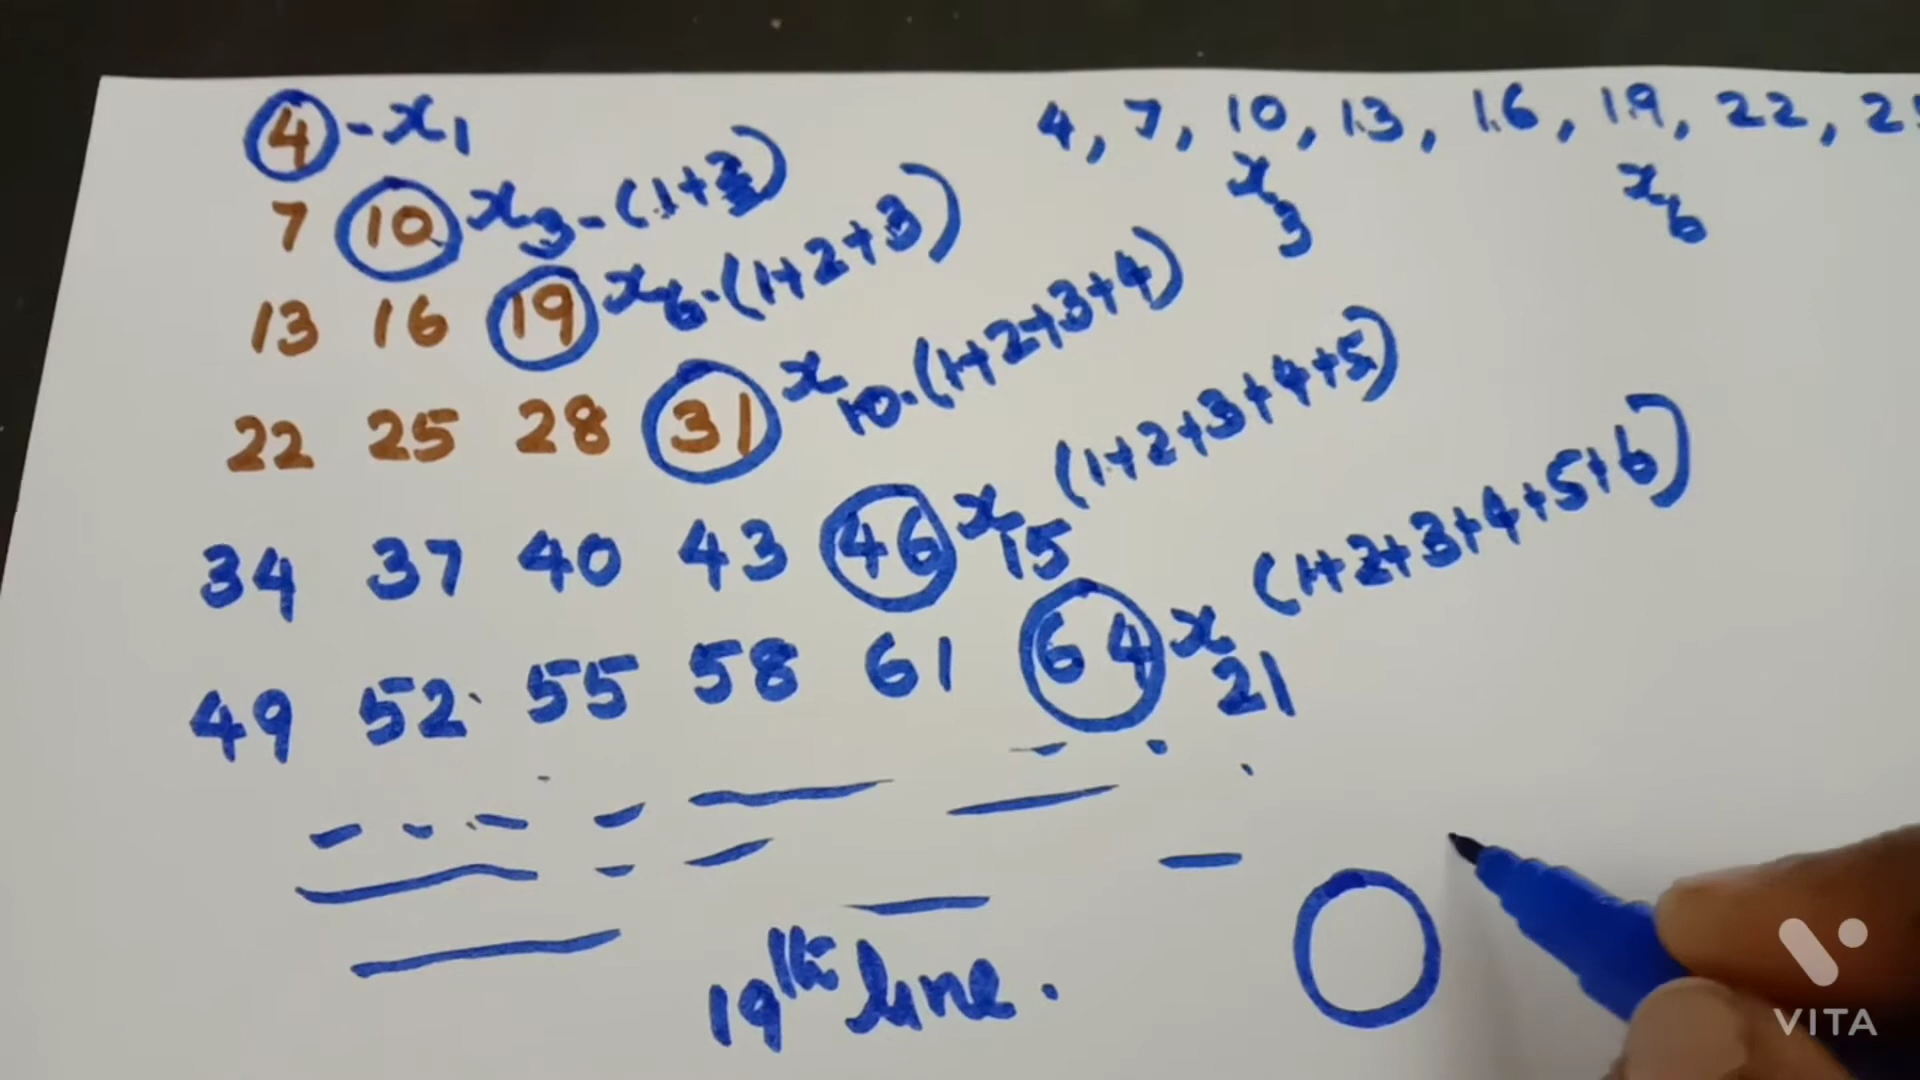 4 - x1
4, 7, 10, 13, 16, 19, 22, 2
x3 x6
7 10 x3 - (1+2)
13 16 19 x6 · (1+2+3)
22 25 28 31 x10 · (1+2+3+4)
34 37 40 43 46 x15 (1+2+3+4+5)
49 52 55 58 61 64 x21 (1+2+3+4+5+6)
19th line.
VITA